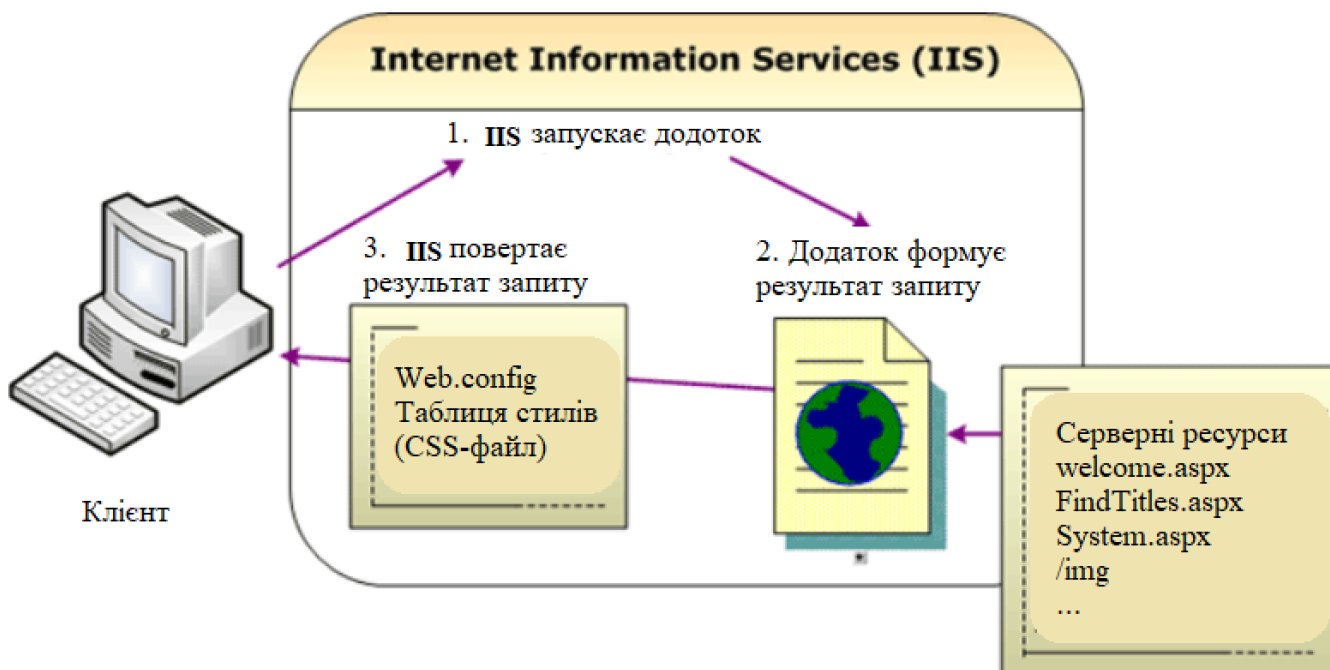 Internet Information Services (IIS)
1. IIS запускає додоток
3. IIS повертає
результат запиту
2. Додаток формує
результат запиту
Web.config
Таблиця стилів
(CSS-файл)
Серверні ресурси
welcome.aspx
FindTitles.aspx
System.aspx
/img
...
Клієнт